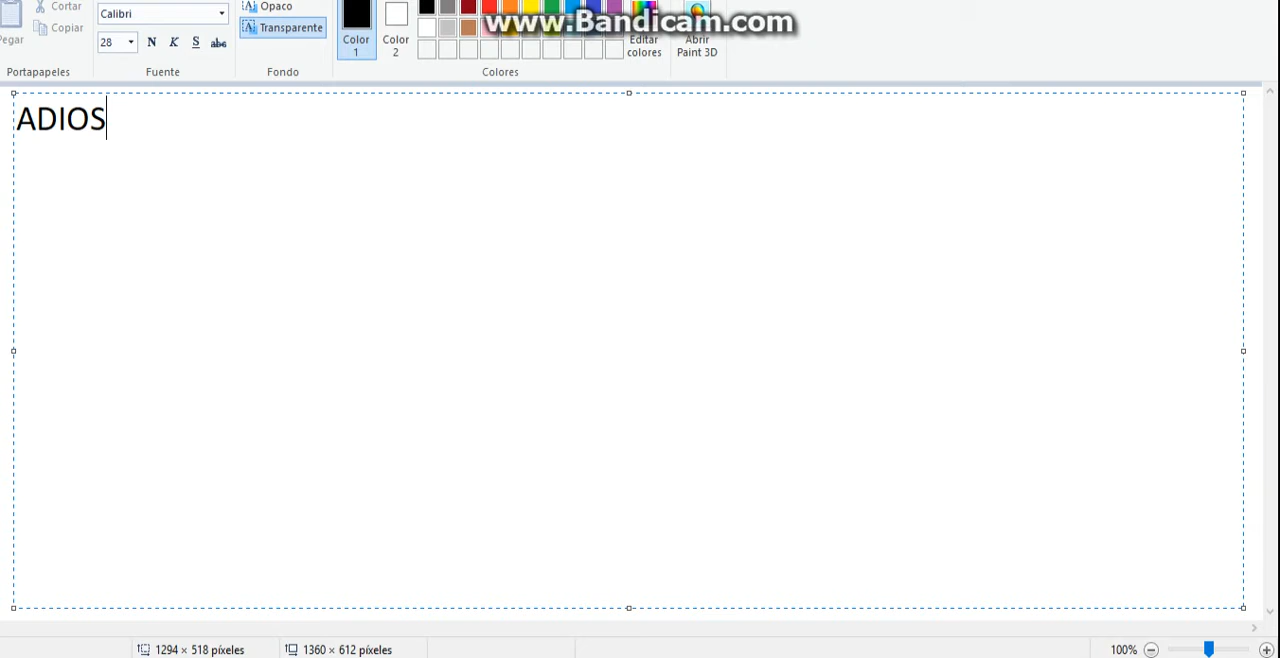 Cortar
Calibri
Opaco
www.Bandicam.com
Copiar
28
N K S abc
Transparente
Color 1
Color 2
Editar colores
Abrir Paint 3D
Pegar
Portapapeles
Fuente
Fondo
Colores
ADIOS
1294 × 518 píxeles
1360 × 612 píxeles
100%